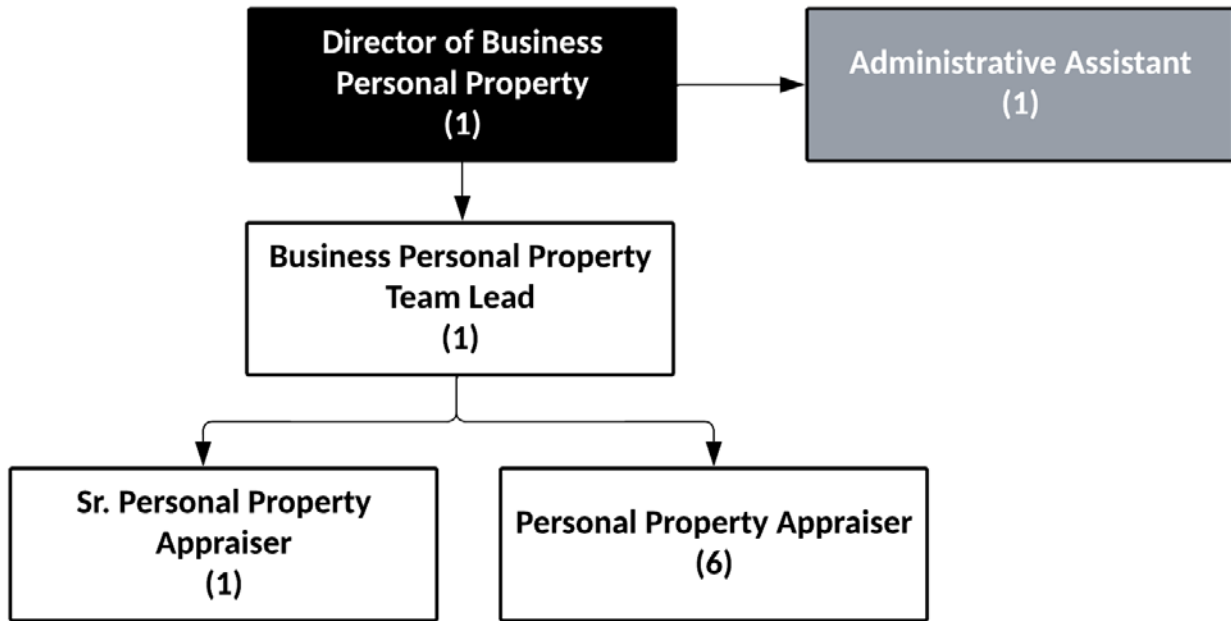 Director of Business
Personal Property
(1)
Administrative Assistant
(1)
Business Personal Property
Team Lead
(1)
Sr. Personal Property
Appraiser
(1)
Personal Property Appraiser
(6)